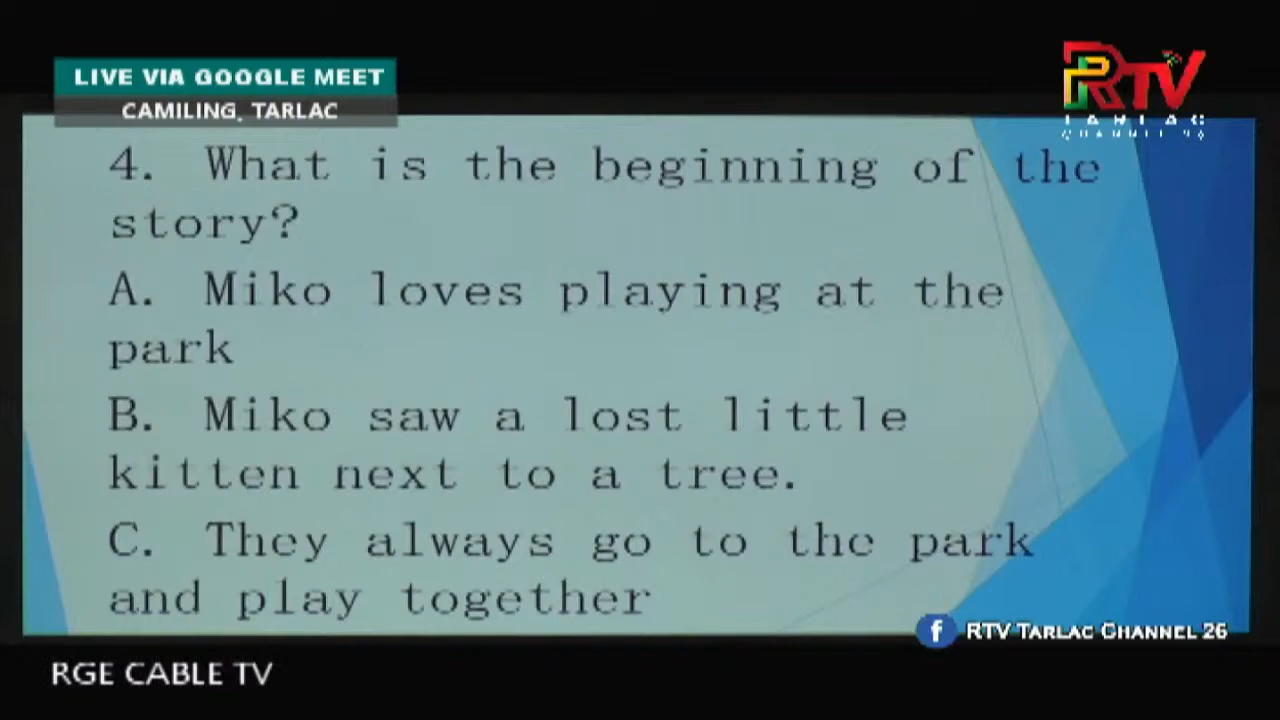 LIVE VIA GOOGLE MEET
CAMILING, TARLAC
RTV
TARLAC
CHANNEL 26
4. What is the beginning of the
story?
A. Miko loves playing at the
park
B. Miko saw a lost little
kitten next to a tree.
C. They always go to the park
and play together
f RTV TARLAC CHANNEL 26
RGE CABLE TV